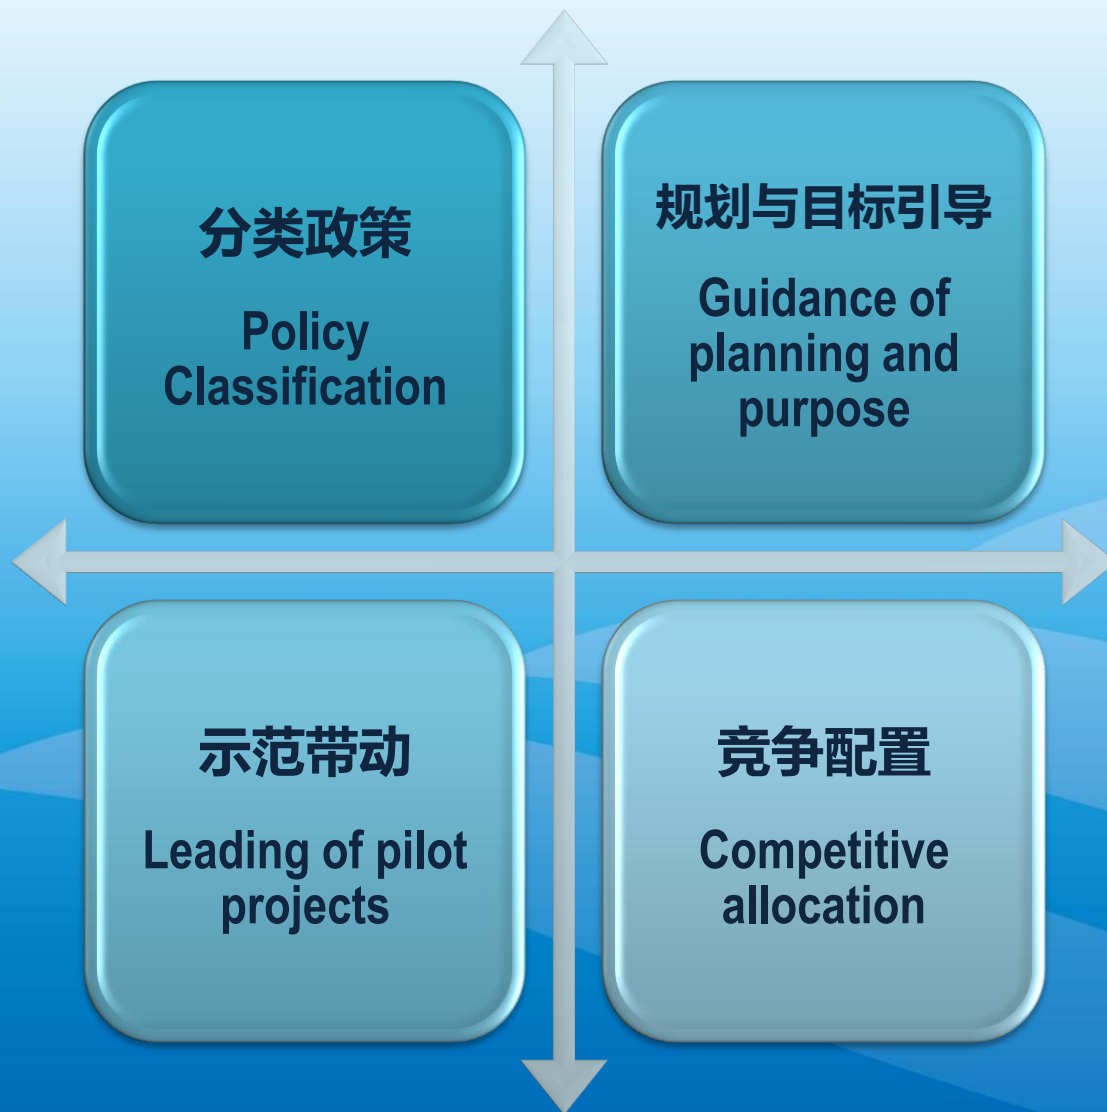 分类政策
Policy
Classification
规划与目标引导
Guidance of
planning and
purpose
示范带动
Leading of pilot
projects
竞争配置
Competitive
allocation